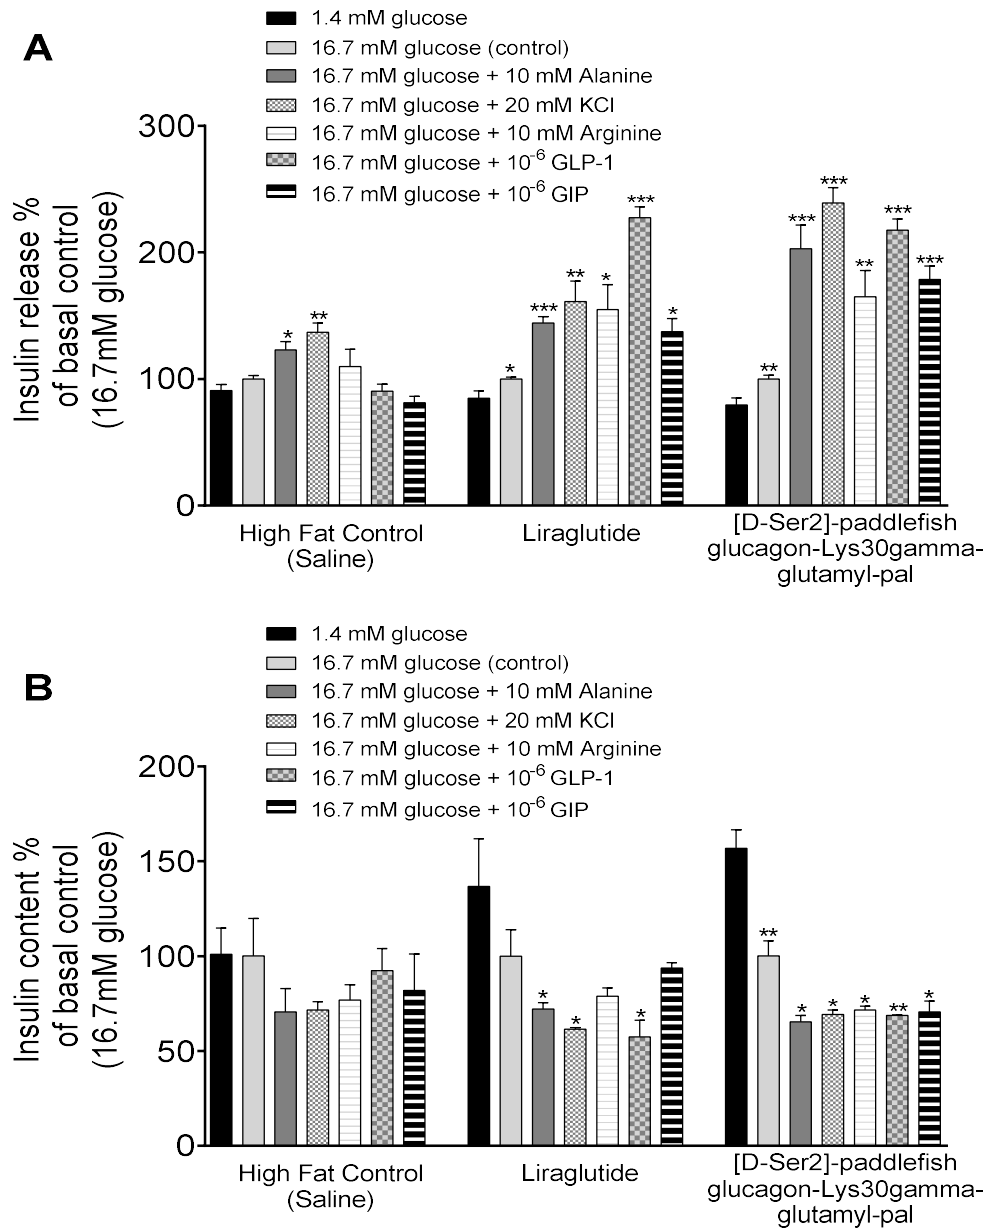 A
1.4 mM glucose
16.7 mM glucose (control)
16.7 mM glucose + 10 mM Alanine
16.7 mM glucose + 20 mM KCl
16.7 mM glucose + 10 mM Arginine
16.7 mM glucose + 10⁻⁶ GLP-1
16.7 mM glucose + 10⁻⁶ GIP
Insulin release %
of basal control
(16.7mM glucose)
300
200
100
0
* ** * *** ** * *** * ** *** *** ** *** ***
High Fat Control
(Saline)
Liraglutide
[D-Ser2]-paddlefish
glucagon-Lys30gamma-
glutamyl-pal
B
1.4 mM glucose
16.7 mM glucose (control)
16.7 mM glucose + 10 mM Alanine
16.7 mM glucose + 20 mM KCl
16.7 mM glucose + 10 mM Arginine
16.7 mM glucose + 10⁻⁶ GLP-1
16.7 mM glucose + 10⁻⁶ GIP
Insulin content %
of basal control
(16.7mM glucose)
200
150
100
50
0
* * * ** * * * ** *
High Fat Control
(Saline)
Liraglutide
[D-Ser2]-paddlefish
glucagon-Lys30gamma-
glutamyl-pal